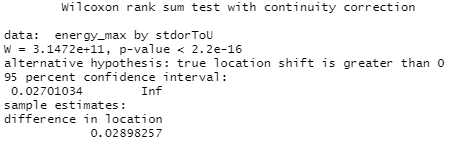 Wilcoxon rank sum test with continuity correction
data:  energy_max by stdorToU
W = 3.1472e+11, p-value < 2.2e-16
alternative hypothesis: true location shift is greater than 0
95 percent confidence interval:
 0.02701034        Inf
sample estimates:
difference in location
            0.02898257